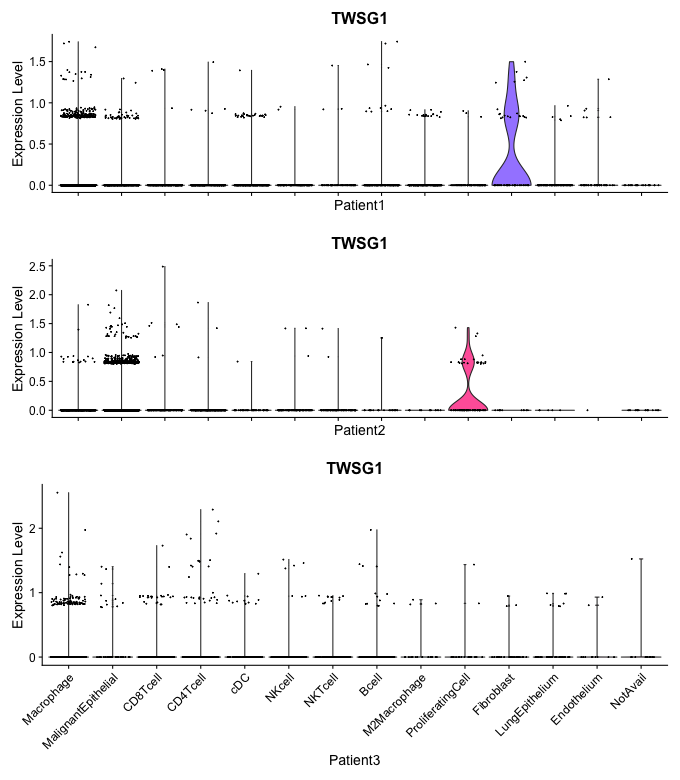 TWSG1
Expression Level
1.5
1.0
0.5
0.0
Patient1
TWSG1
Expression Level
2.5
2.0
1.5
1.0
0.5
0.0
Patient2
TWSG1
Expression Level
2
1
0
Macrophage
MalignantEpithelial
CD8Tcell
CD4Tcell
cDC
NKcell
NKTcell
Bcell
M2Macrophage
ProliferatingCell
Fibroblast
LungEpithelium
Endothelium
NotAvail
Patient3